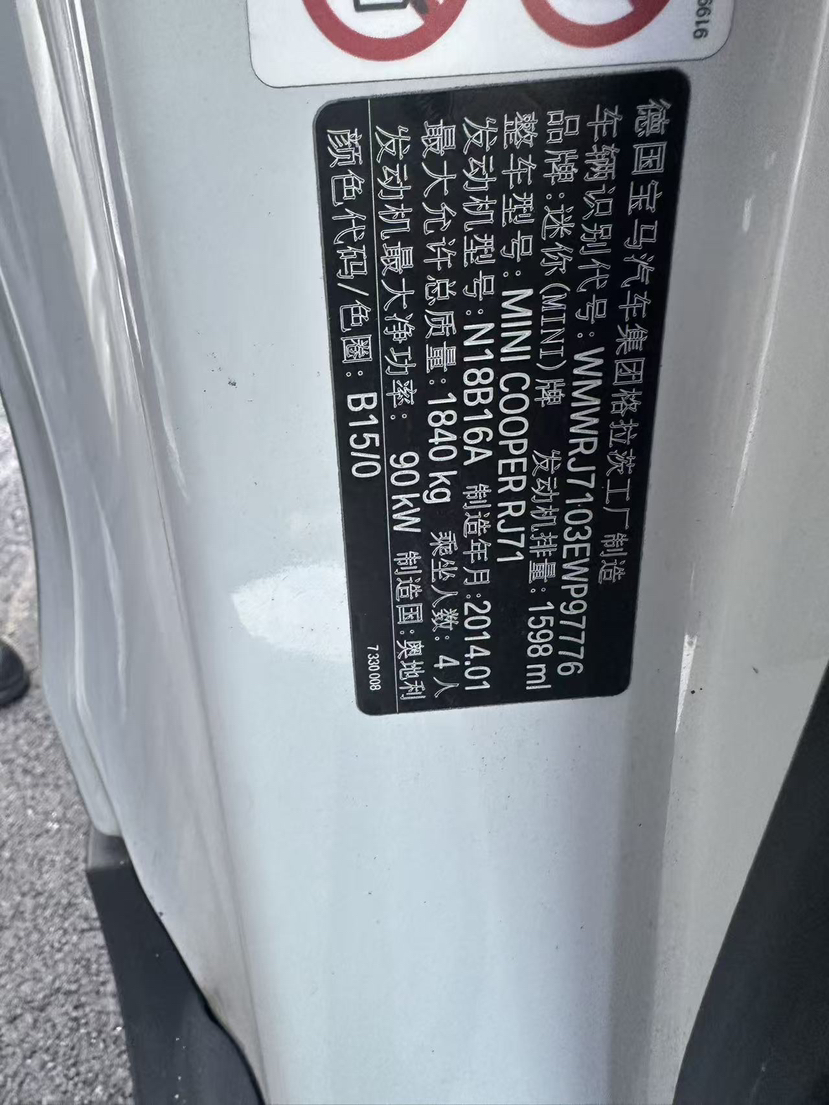 6616
德国宝马汽车集团格拉茨工厂制造
车辆识别代号:WMWRJ7103EWP97776
品牌:迷你(MINI)牌 发动机排量:1598 ml
整车型号:MINI COOPER RJ71
发动机型号:N18B16A 制造年月:2014.01
最大允许总质量:1840 kg 乘坐人数:4人
发动机最大净功率:90 kW 制造国:奥地利
颜色代码/色圈:B15/0
7 330 008